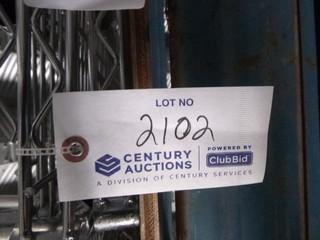 LOT NO
2102
CENTURY AUCTIONS
POWERED BY
ClubBid
A DIVISION OF CENTURY SERVICES